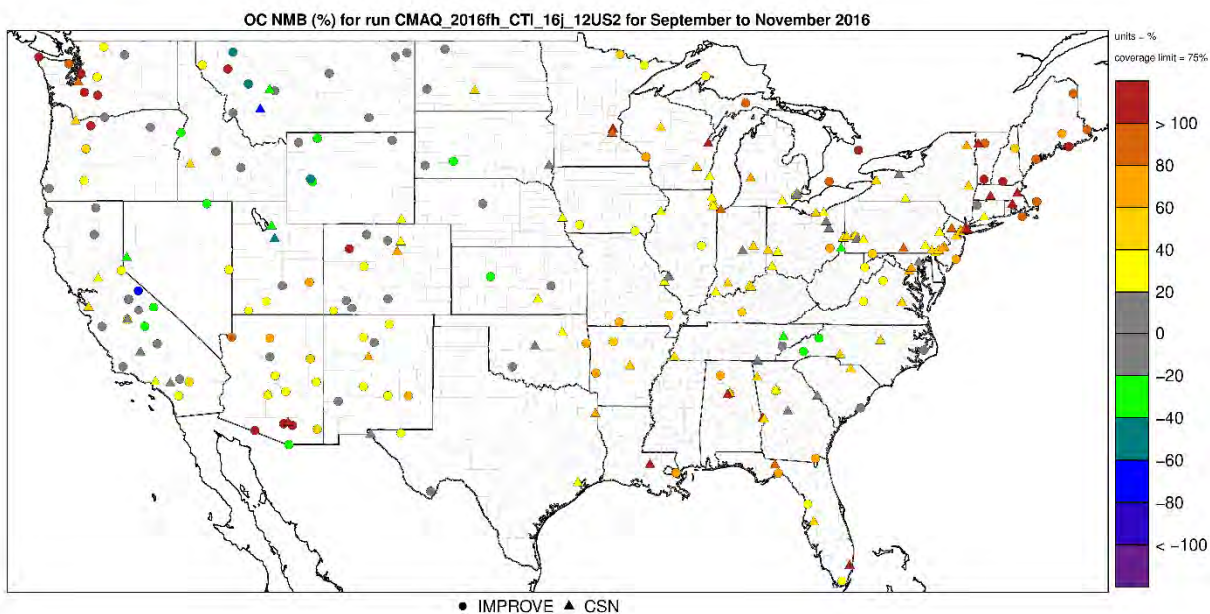 OC NMB (%) for run CMAQ_2016fh_CTI_16j_12US2 for September to November 2016
units = %
coverage limit = 75%
> 100
80
60
40
20
0
−20
−40
−60
−80
< −100
● IMPROVE ▲ CSN